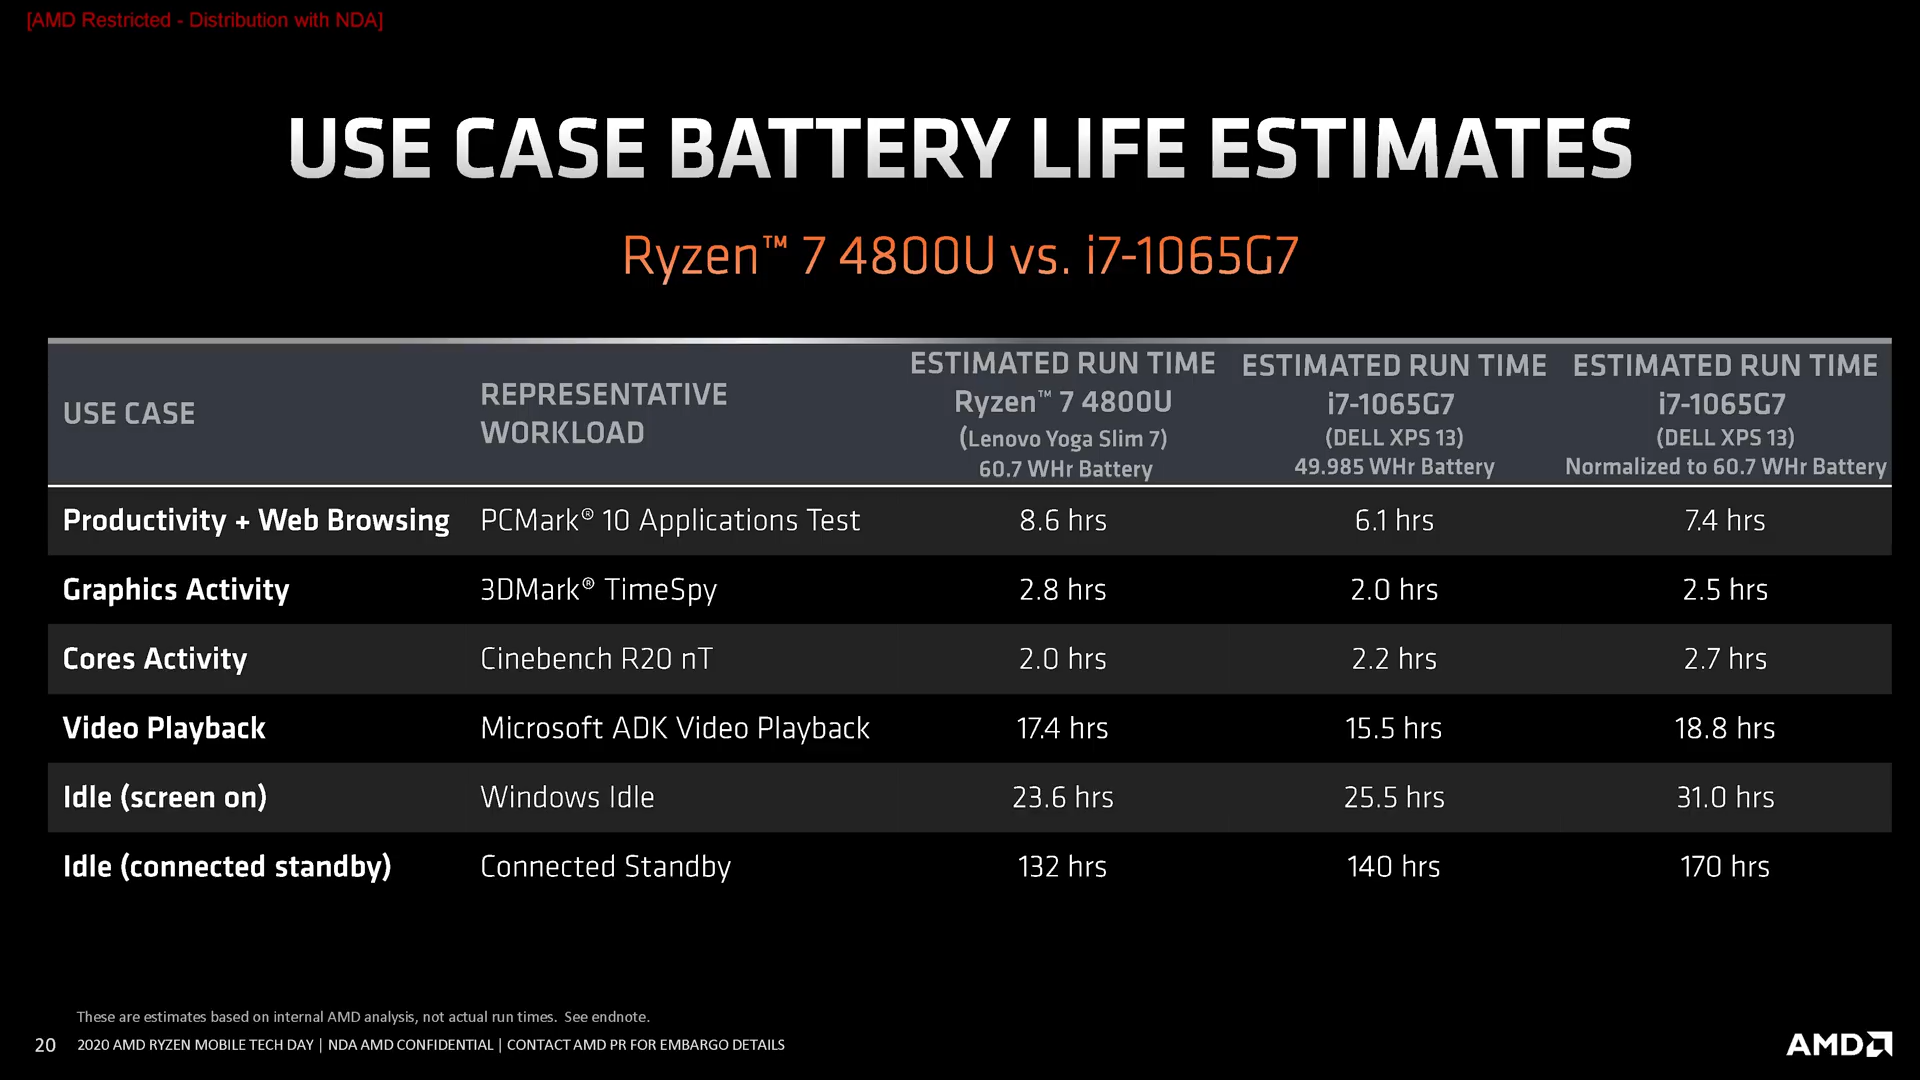 [AMD Restricted - Distribution with NDA]
USE CASE BATTERY LIFE ESTIMATES
Ryzen™ 7 4800U vs. i7-1065G7
USE CASE
REPRESENTATIVE
WORKLOAD
ESTIMATED RUN TIME
Ryzen™ 7 4800U
(Lenovo Yoga Slim 7)
60.7 WHr Battery
ESTIMATED RUN TIME
i7-1065G7
(DELL XPS 13)
49.985 WHr Battery
ESTIMATED RUN TIME
i7-1065G7
(DELL XPS 13)
Normalized to 60.7 WHr Battery
Productivity + Web Browsing PCMark® 10 Applications Test 8.6 hrs 6.1 hrs 7.4 hrs
Graphics Activity 3DMark® TimeSpy 2.8 hrs 2.0 hrs 2.5 hrs
Cores Activity Cinebench R20 nT 2.0 hrs 2.2 hrs 2.7 hrs
Video Playback Microsoft ADK Video Playback 17.4 hrs 15.5 hrs 18.8 hrs
Idle (screen on) Windows Idle 23.6 hrs 25.5 hrs 31.0 hrs
Idle (connected standby) Connected Standby 132 hrs 140 hrs 170 hrs
These are estimates based on internal AMD analysis, not actual run times. See endnote.
20 2020 AMD RYZEN MOBILE TECH DAY | NDA AMD CONFIDENTIAL | CONTACT AMD PR FOR EMBARGO DETAILS
AMD